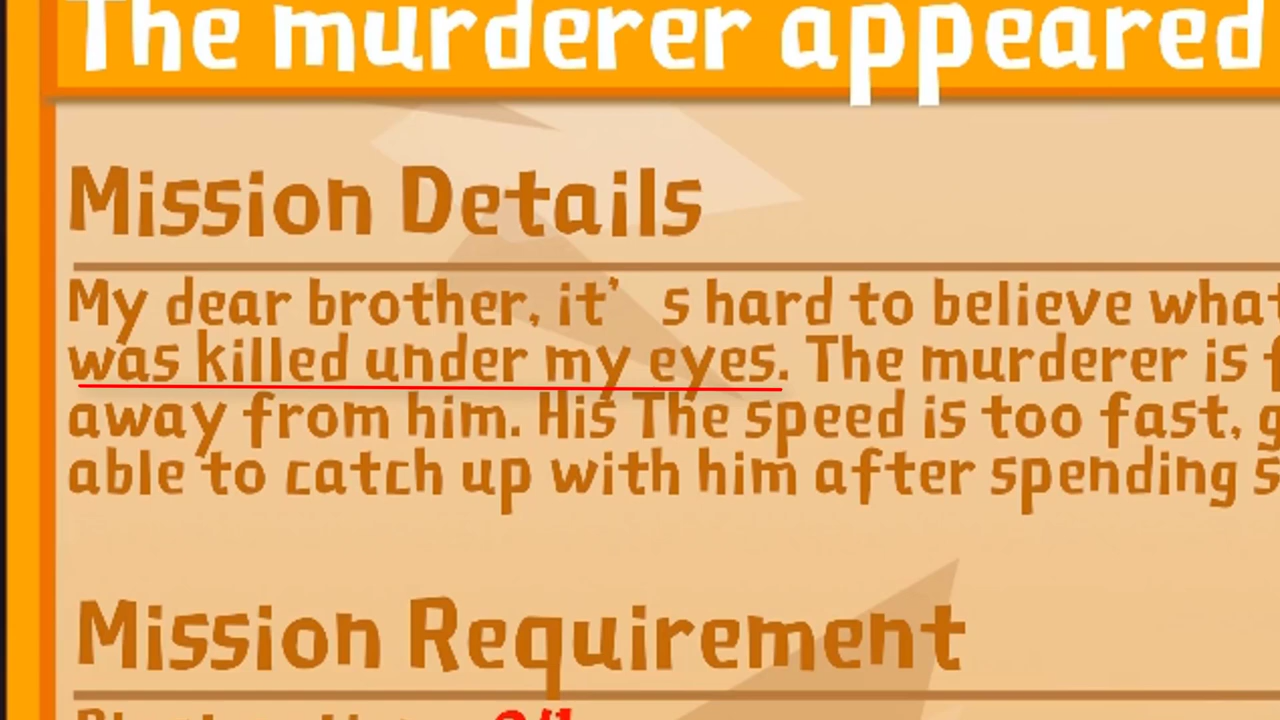 The murderer appeared
Mission Details
My dear brother, it’ s hard to believe what
was killed under my eyes. The murderer is
away from him. His The speed is too fast,
able to catch up with him after spending
Mission Requirement
0/1